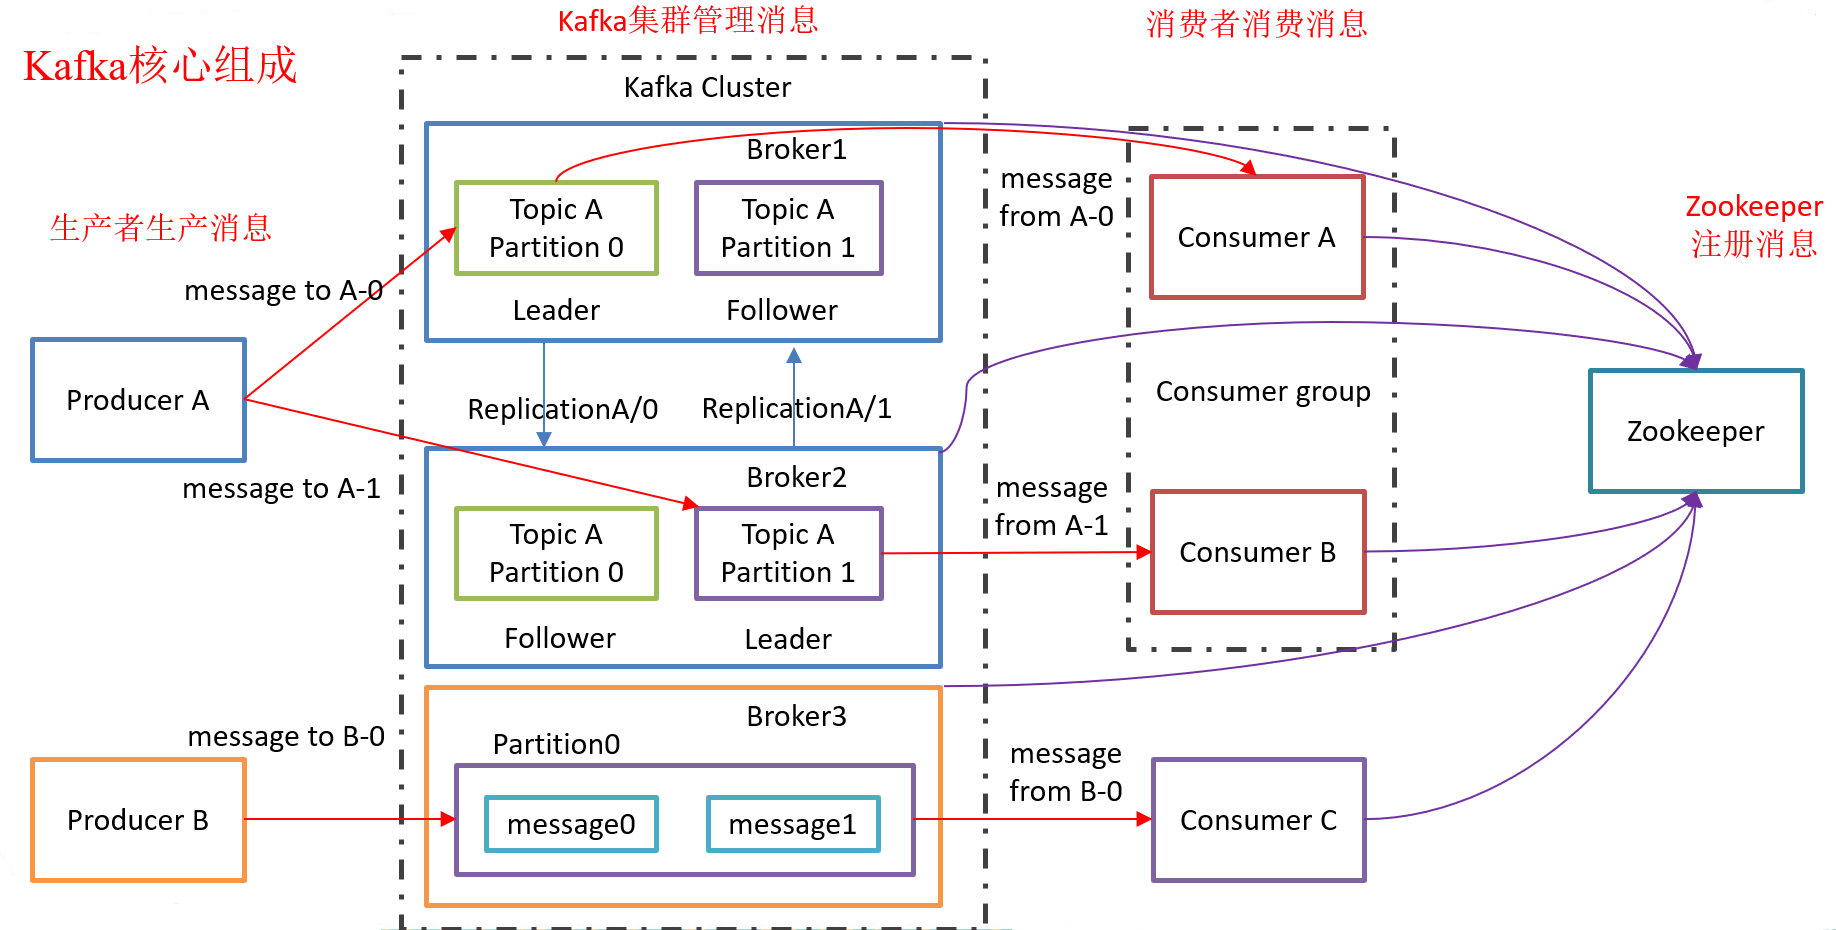 Kafka核心组成
Kafka集群管理消息
消费者消费消息
Kafka Cluster
生产者生产消息
Zookeeper
注册消息
Broker1
Topic A
Partition 0
Topic A
Partition 1
Leader
Follower
message to A-0
message
from A-0
Consumer A
Producer A
ReplicationA/0
ReplicationA/1
Consumer group
Zookeeper
message to A-1
Broker2
Topic A
Partition 0
Topic A
Partition 1
Follower
Leader
message
from A-1
Consumer B
message to B-0
Broker3
Partition0
message0
message1
message
from B-0
Producer B
Consumer C